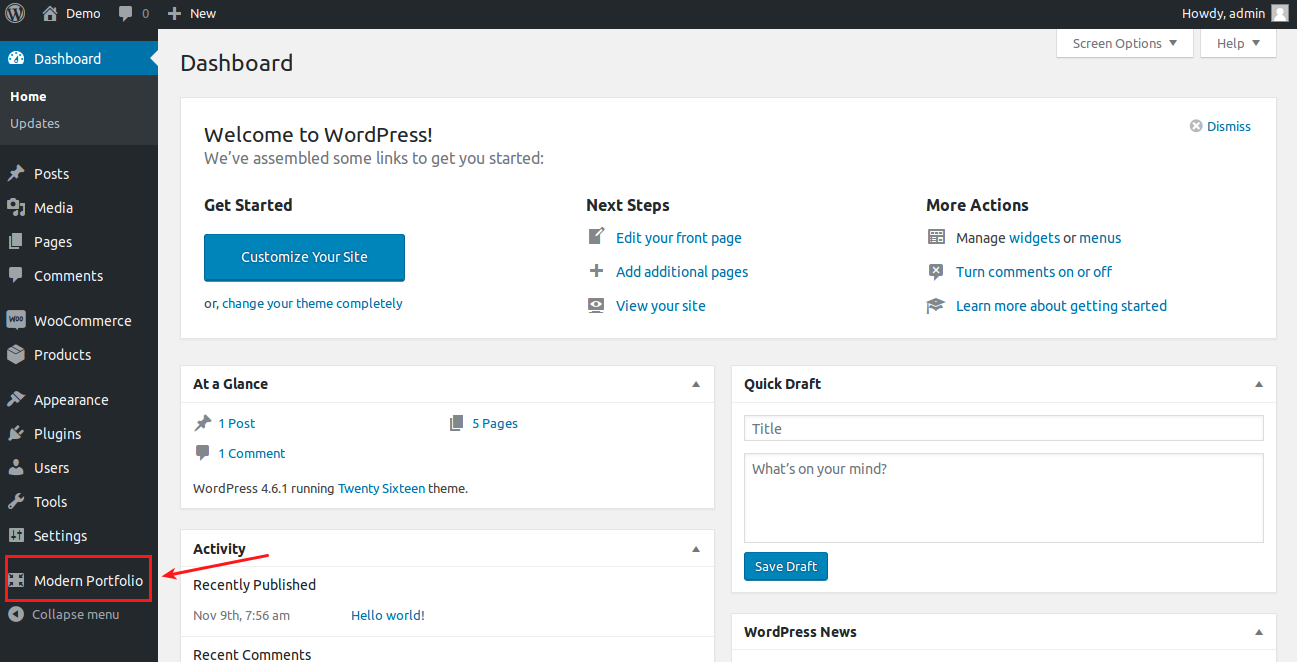 Demo 0 New Howdy, admin
Dashboard
Home
Updates
Posts
Media
Pages
Comments
WOO WooCommerce
Products
Appearance
Plugins
Users
Tools
Settings
Modern Portfolio
Collapse menu
Screen Options Help
Dashboard
Welcome to WordPress!
We’ve assembled some links to get you started:
Dismiss
Get Started
Customize Your Site
or, change your theme completely
Next Steps
Edit your front page
Add additional pages
View your site
More Actions
Manage widgets or menus
Turn comments on or off
Learn more about getting started
At a Glance
1 Post 5 Pages
1 Comment
WordPress 4.6.1 running Twenty Sixteen theme.
Activity
Recently Published
Nov 9th, 7:56 am Hello world!
Recent Comments
Quick Draft
Title
What’s on your mind?
Save Draft
WordPress News